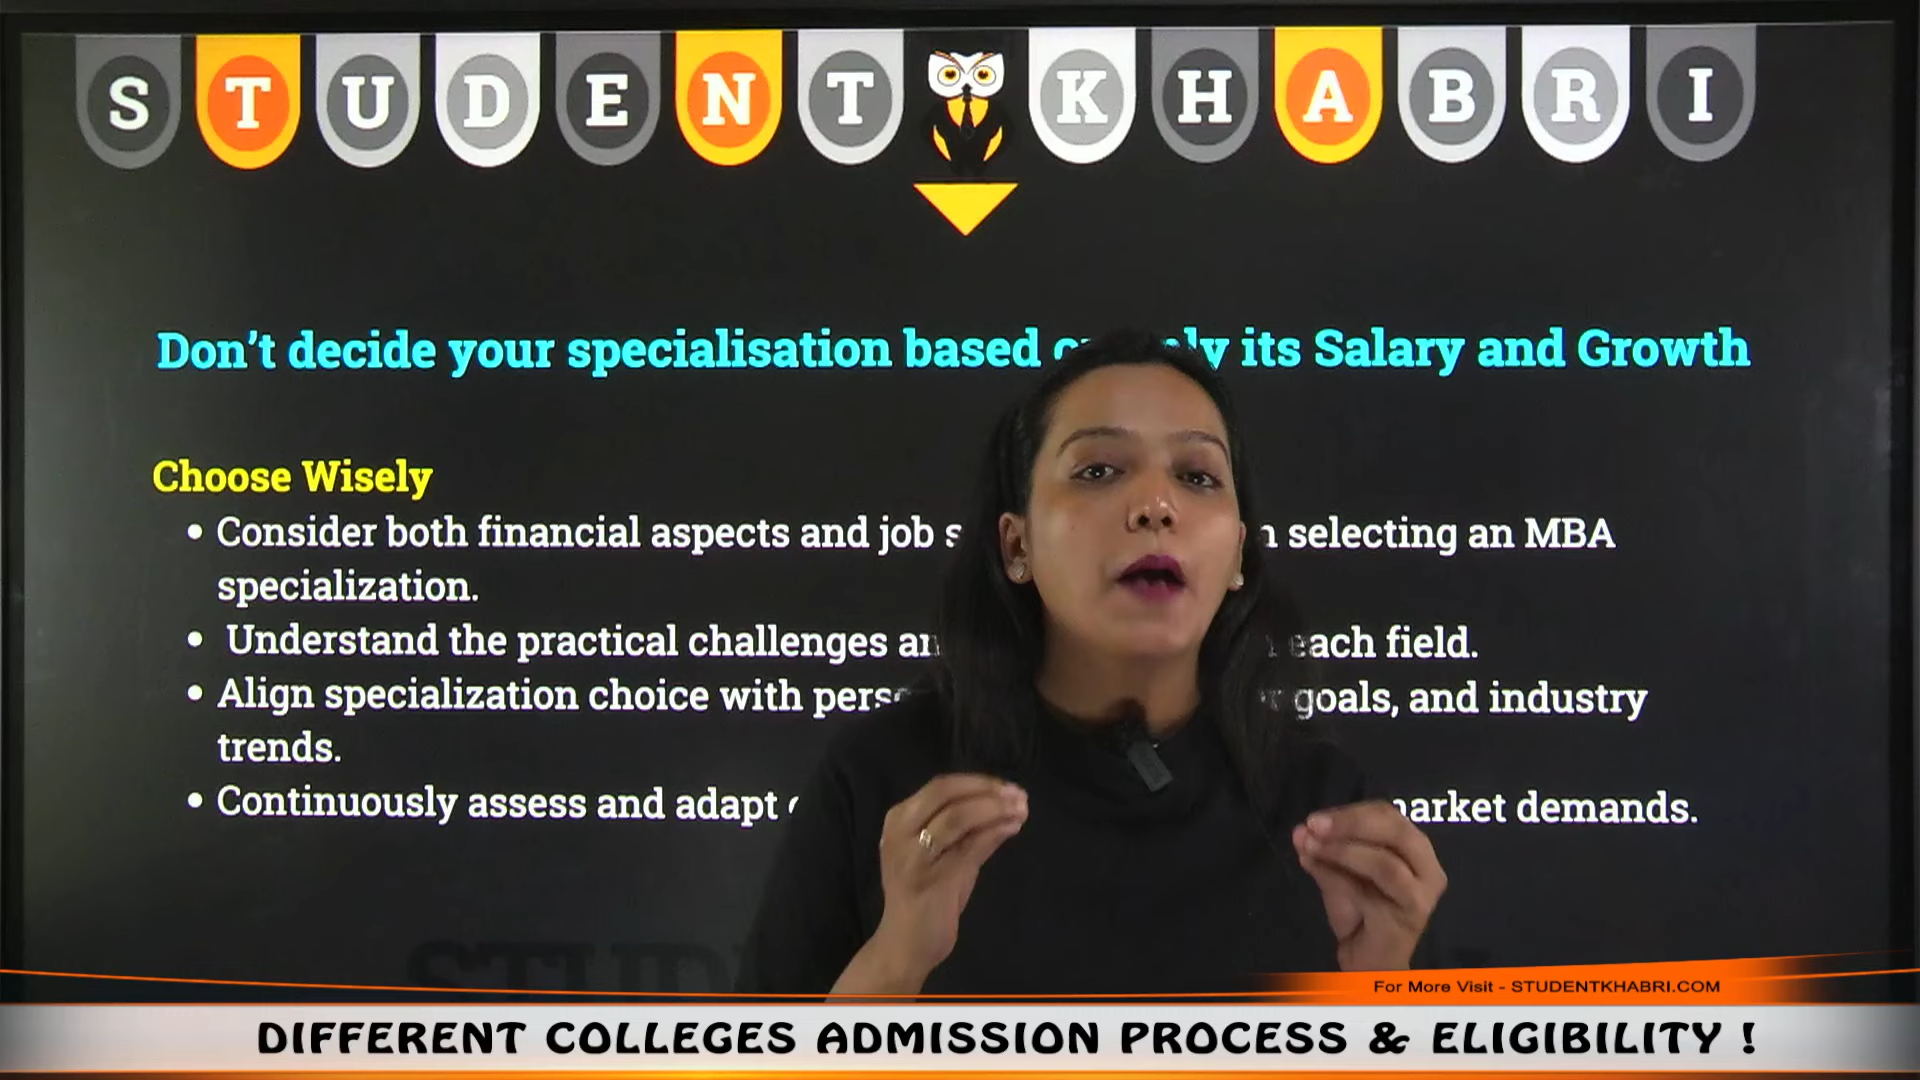 STUDENT KHABRI
Don't decide your specialisation based its Salary and Growth
Choose Wisely
• Consider both financial aspects and job selecting an MBA
specialization.
• Understand the practical challenges each field.
• Align specialization choice with goals, and industry
trends.
• Continuously assess and adapt demands.
For More Visit - STUDENTKHABRI.COM
DIFFERENT COLLEGES ADMISSION PROCESS & ELIGIBILITY !